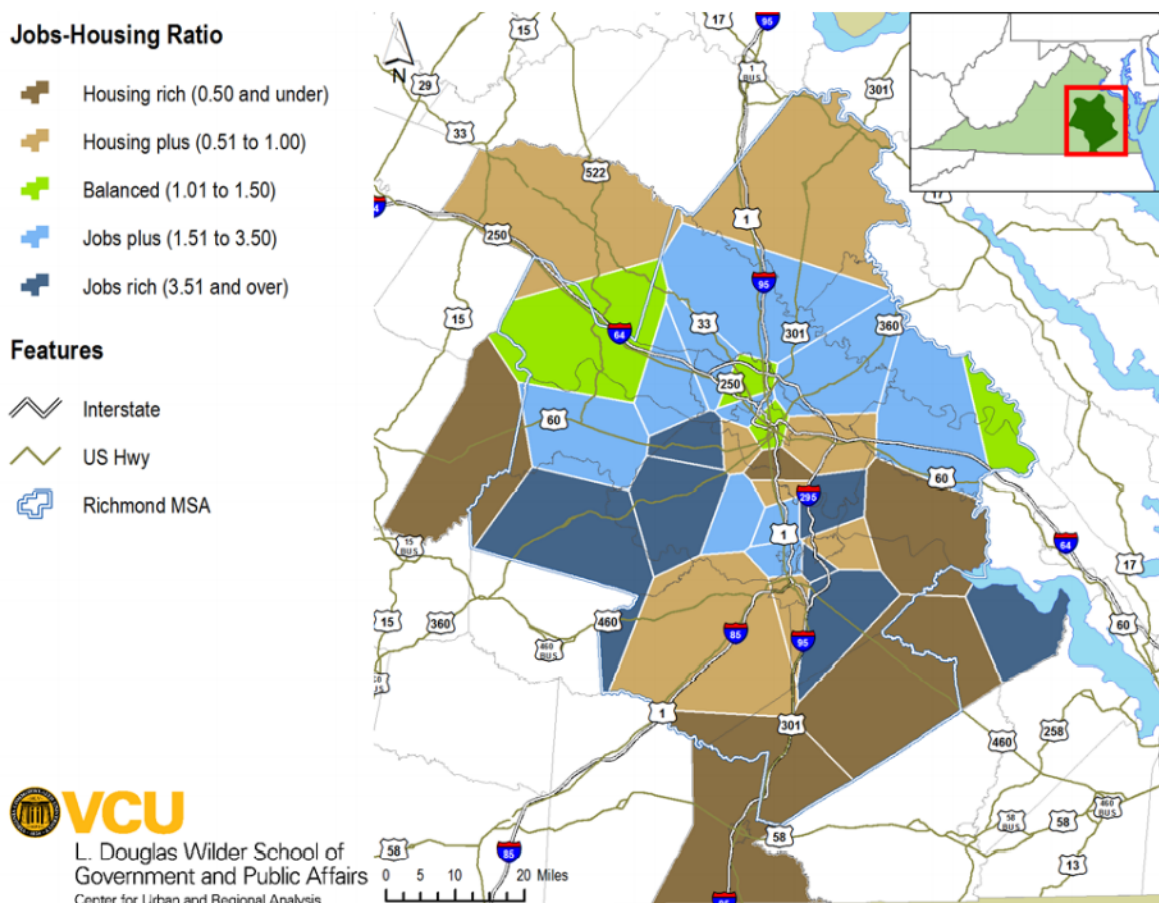 Jobs-Housing Ratio
Housing rich (0.50 and under)
Housing plus (0.51 to 1.00)
Balanced (1.01 to 1.50)
Jobs plus (1.51 to 3.50)
Jobs rich (3.51 and over)
Features
Interstate
US Hwy
Richmond MSA
VCU
L. Douglas Wilder School of
Government and Public Affairs
Center for Urban and Regional Analysis
N
17
95
15
1
BUS
29
301
33
522
17
1
250
95
15
33
301
360
64
250
60
60
295
15
BUS
1
64
17
15
460
360
85
95
60
460
BUS
1
301
460
258
58
BUS
58
460
BUS
58
58
13
85
95
0 5 10 20 Miles